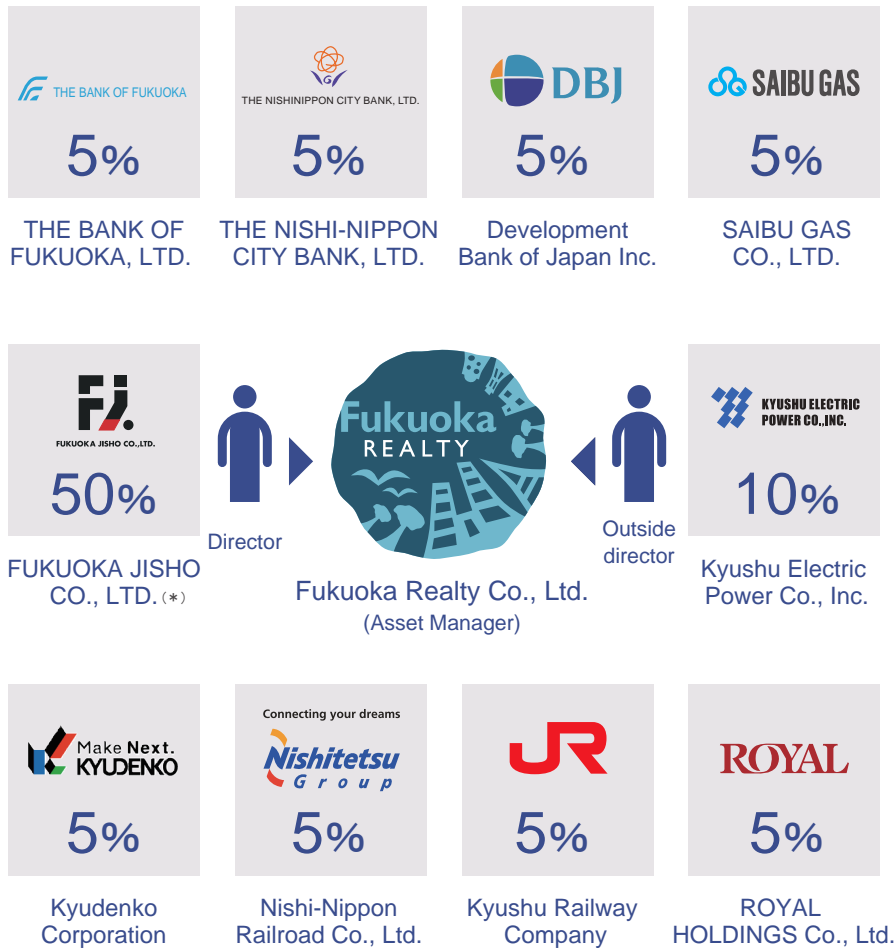 THE BANK OF FUKUOKA
5%
THE BANK OF
FUKUOKA, LTD.
THE NISHINIPPON CITY BANK, LTD.
5%
THE NISHI-NIPPON
CITY BANK, LTD.
DBJ
5%
Development
Bank of Japan Inc.
SAIBU GAS
5%
SAIBU GAS
CO., LTD.
FJ.
FUKUOKA JISHO CO.,LTD.
50%
FUKUOKA JISHO
CO., LTD. (*)
Director
Fukuoka
REALTY
Fukuoka Realty Co., Ltd.
(Asset Manager)
Outside
director
KYUSHU ELECTRIC
POWER CO.,INC.
10%
Kyushu Electric
Power Co., Inc.
Make Next.
KYUDENKO
5%
Kyudenko
Corporation
Connecting your dreams
Nishitetsu
Group
5%
Nishi-Nippon
Railroad Co., Ltd.
JR
5%
Kyushu Railway
Company
ROYAL
5%
ROYAL
HOLDINGS Co., Ltd.